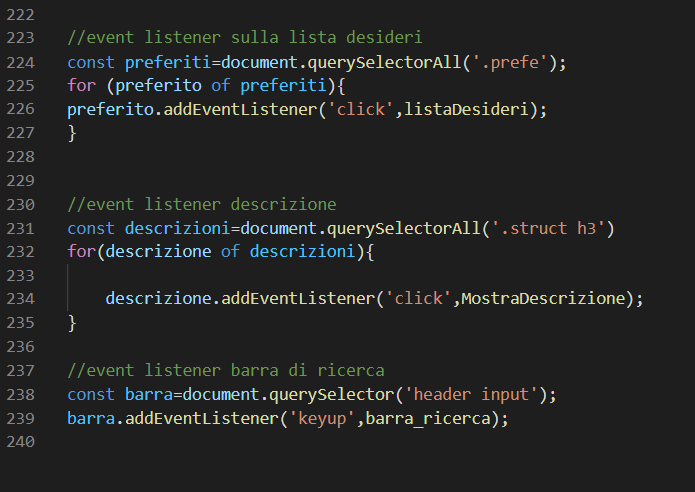 222
223 //event listener sulla lista desideri
224 const preferiti=document.querySelectorAll('.prefe');
225 for (preferito of preferiti){
226 preferito.addEventListener('click',listaDesideri);
227 }
228
229
230 //event listener descrizione
231 const descrizioni=document.querySelectorAll('.struct h3')
232 for(descrizione of descrizioni){
233
234     descrizione.addEventListener('click',MostraDescrizione);
235 }
236
237 //event listener barra di ricerca
238 const barra=document.querySelector('header input');
239 barra.addEventListener('keyup',barra_ricerca);
240